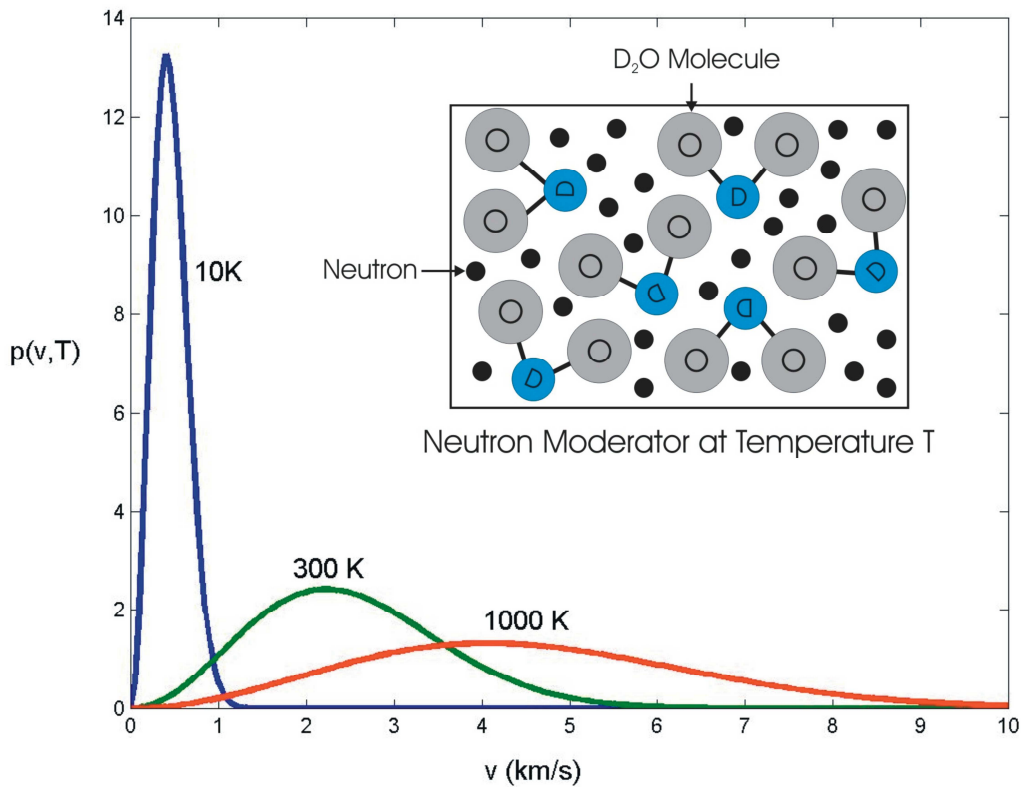 14
12
10
8
6
4
2
0
p(v,T)
0 1 2 3 4 5 6 7 8 9 10
v (km/s)
10K
300 K
1000 K
D₂O Molecule
Neutron
O
O
D
O
O
D
O
O
D
O
O
D
O
O
D
O
O
D
Neutron Moderator at Temperature T